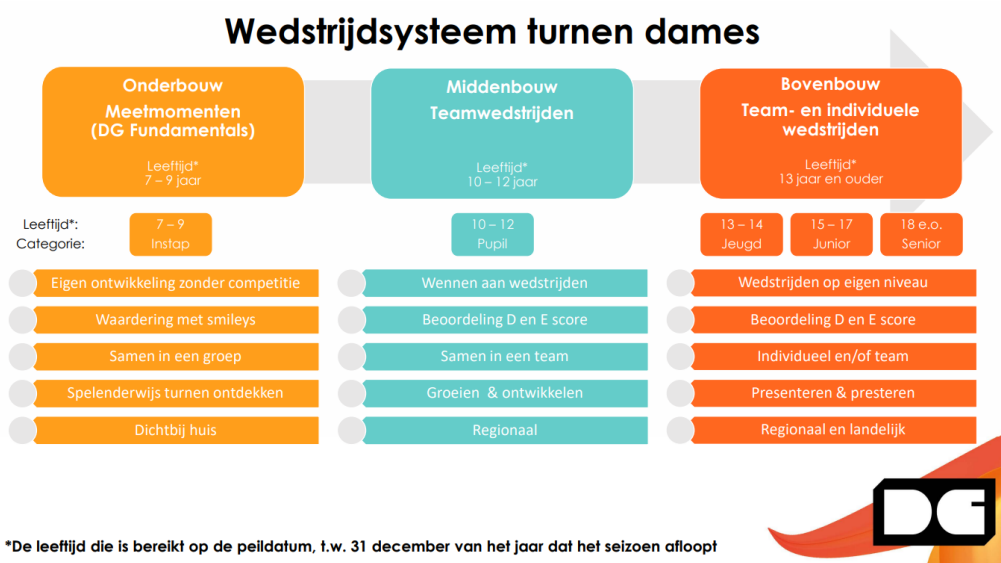 Wedstrijdsysteem turnen dames
Onderbouw
Meetmomenten
(DG Fundamentals)
Leeftijd*
7 – 9 jaar
Middenbouw
Teamwedstrijden
Leeftijd*
10 – 12 jaar
Bovenbouw
Team- en individuele
wedstrijden
Leeftijd*
13 jaar en ouder
Leeftijd*:
7 – 9
10 – 12
13 – 14
15 – 17
18 e.o.
Categorie:
Instap
Pupil
Jeugd
Junior
Senior
Eigen ontwikkeling zonder competitie
Waardering met smileys
Samen in een groep
Spelenderwijs turnen ontdekken
Dichtbij huis
Wennen aan wedstrijden
Beoordeling D en E score
Samen in een team
Groeien & ontwikkelen
Regionaal
Wedstrijden op eigen niveau
Beoordeling D en E score
Individueel en/of team
Presenteren & presteren
Regionaal en landelijk
DG
*De leeftijd die is bereikt op de peildatum, t.w. 31 december van het jaar dat het seizoen afloopt